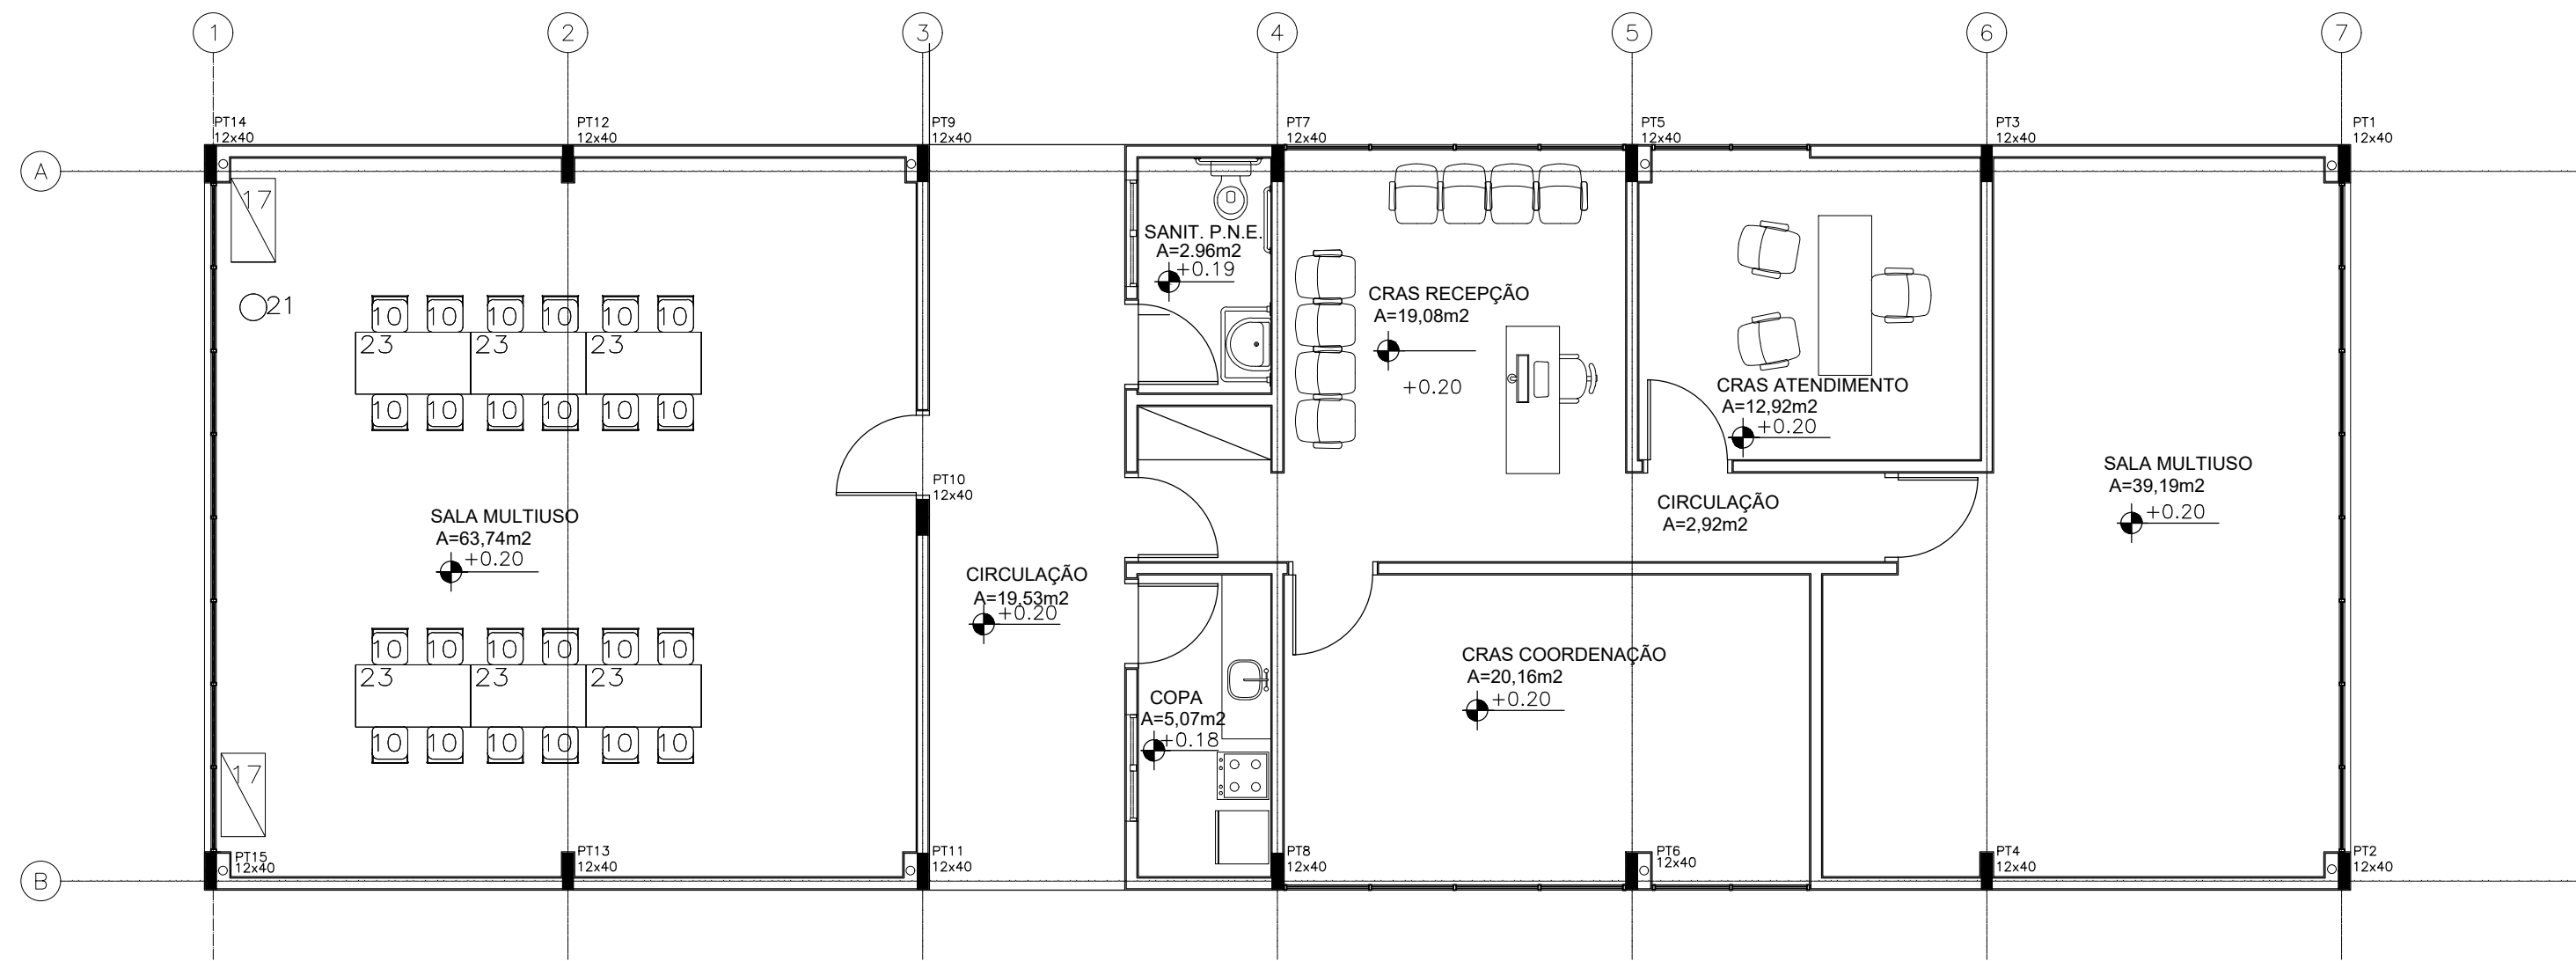 1 2 3 4 5 6 7
PT14
12x40
PT12
12x40
PT9
12x40
PT7
12x40
PT5
12x40
PT3
12x40
PT1
12x40
A
17
21
10 10 10 10 10 10
23 23 23
10 10 10 10 10 10
SANIT. P.N.E.
A=2.96m2
+0.19
CRAS RECEPÇÃO
A=19,08m2
+0.20
CRAS ATENDIMENTO
A=12,92m2
+0.20
PT10
12x40
SALA MULTIUSO
A=63,74m2
+0.20
CIRCULAÇÃO
A=2,92m2
SALA MULTIUSO
A=39,19m2
+0.20
CIRCULAÇÃO
A=19,53m2
+0.20
10 10 10 10 10 10
23 23 23
10 10 10 10 10 10
COPA
A=5,07m2
+0.18
CRAS COORDENAÇÃO
A=20,16m2
+0.20
17
B
PT15
12x40
PT13
12x40
PT11
12x40
PT8
12x40
PT6
12x40
PT4
12x40
PT2
12x40